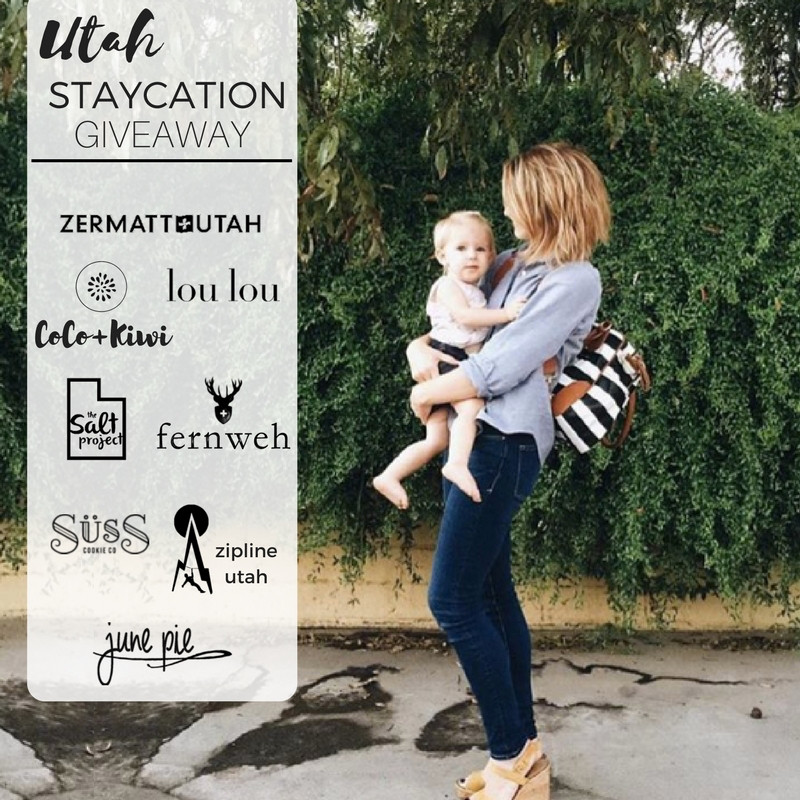 Utah
STAYCATION
GIVEAWAY
ZERMATT UTAH
lou lou
CoCo+Kiwi
the
Salt
project
fernweh
SÜSS
COOKIE CO
zipline
utah
june pie